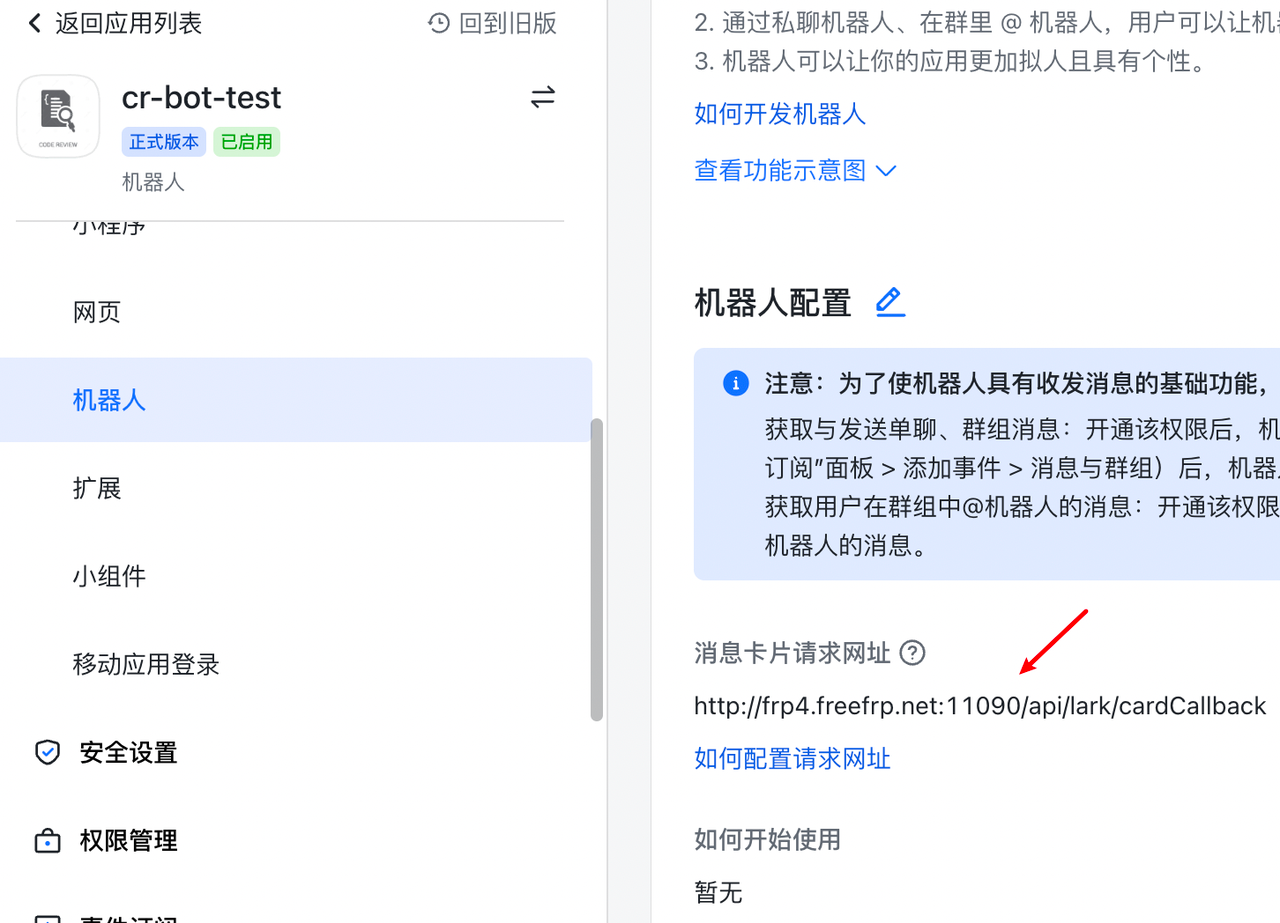 返回应用列表
回到旧版
cr-bot-test
正式版本
已启用
机器人
CODE REVIEW
小程序
网页
机器人
扩展
小组件
移动应用登录
安全设置
权限管理
事件订阅
2. 通过私聊机器人、在群里 @ 机器人，用户可以让机
3. 机器人可以让你的应用更加拟人且具有个性。
如何开发机器人
查看功能示意图
机器人配置
注意：为了使机器人具有收发消息的基础功能，
获取与发送单聊、群组消息：开通该权限后，机
订阅”面板 > 添加事件 > 消息与群组）后，机器
获取用户在群组中@机器人的消息：开通该权限
机器人的消息。
消息卡片请求网址
http://frp4.freefrp.net:11090/api/lark/cardCallback
如何配置请求网址
如何开始使用
暂无